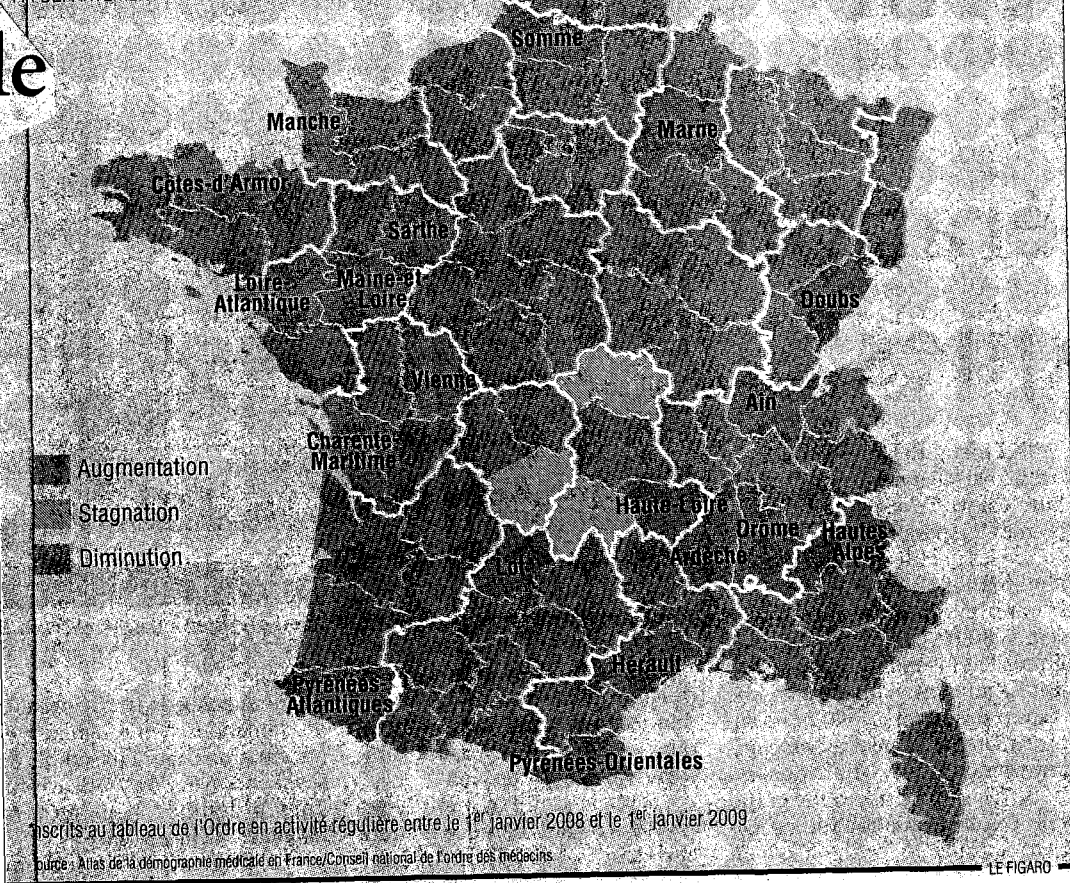 le
Somme
Manche
Marne
Côtes-d'Armor
Sarthe
Loire-
Atlantique
Maine-et-
Loire
Doubs
Vienne
Ain
Charente-
Maritime
Augmentation
Stagnation
Diminution
Haute-Loire
Drôme
Hautes
Alpes
Ardèche
Lot
Hérault
Pyrénées-
Atlantiques
Pyrénées-Orientales
nscrits au tableau de l'Ordre en activité régulière entre le 1er janvier 2008 et le 1er janvier 2009
ource : Atlas de la démographie médicale en France/Conseil national de l'ordre des médecins
LE FIGARO